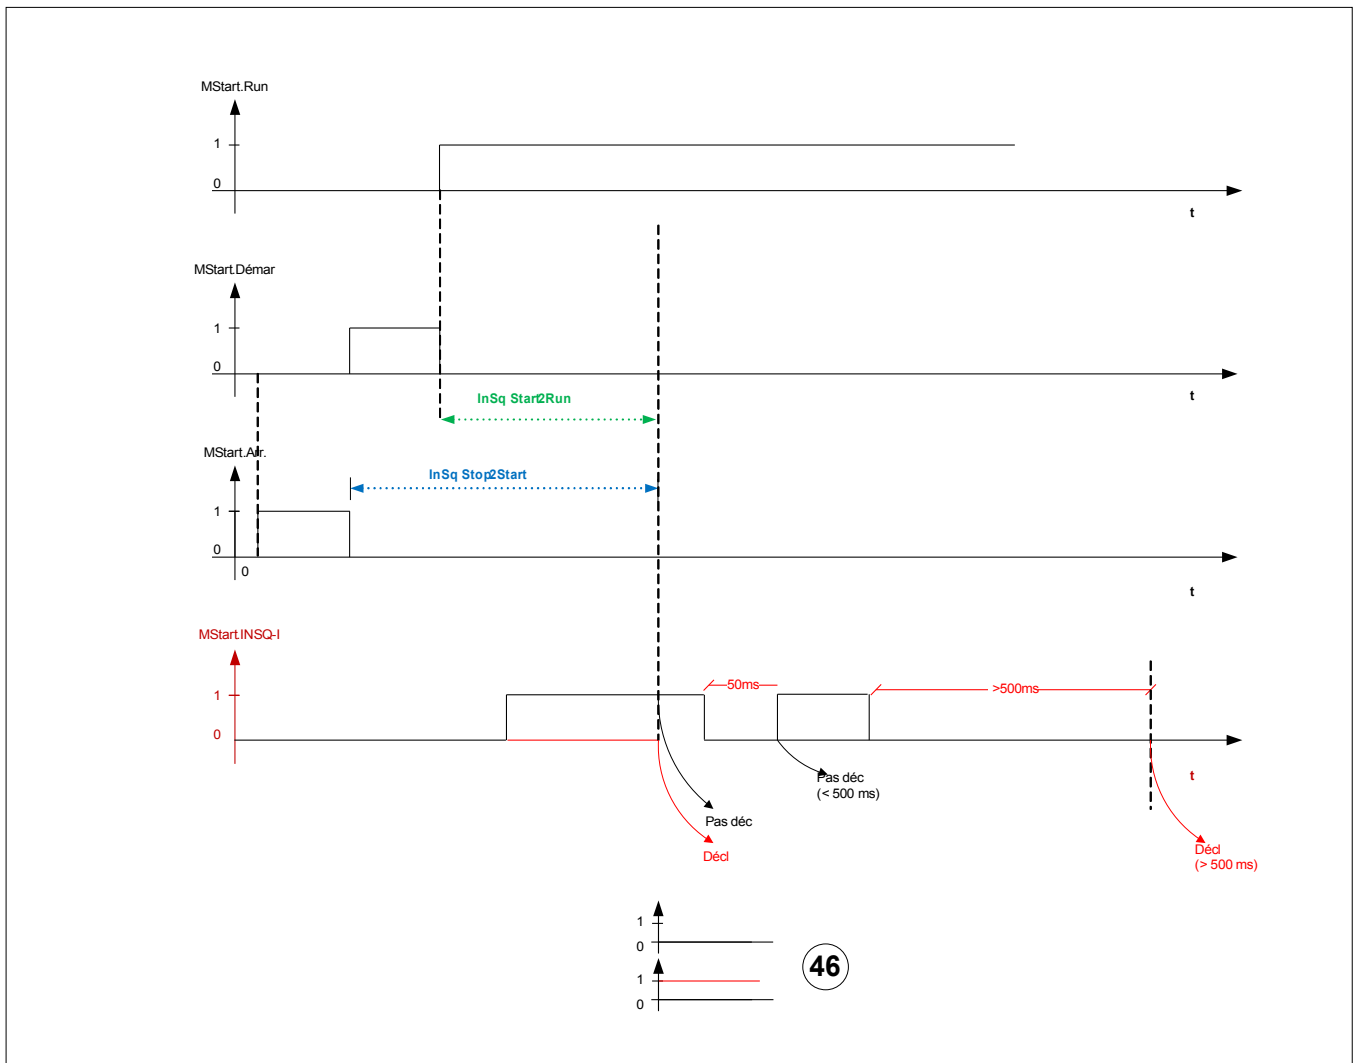 MStart.Run
1
0
t
MStart.Démar
1
0
t
InSq Start2Run
MStart.Arr.
InSq Stop2Start
1
0
0
t
MStart.INSQ-I
50ms
>500ms
1
0
t
Pas déc
(< 500 ms)
Pas déc
Décl
Décl
(> 500 ms)
1
0
46
1
0